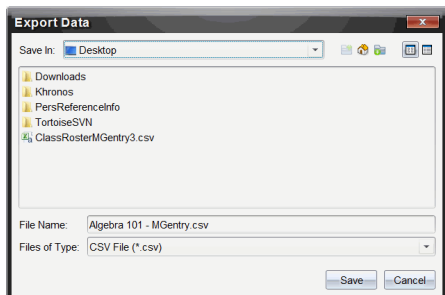 Export Data
Save In: Desktop
Downloads
Khronos
PersReferenceInfo
TortoiseSVN
ClassRosterMGentry3.csv
File Name: Algebra 101 - MGentry.csv
Files of Type: CSV File (*.csv)
Save Cancel